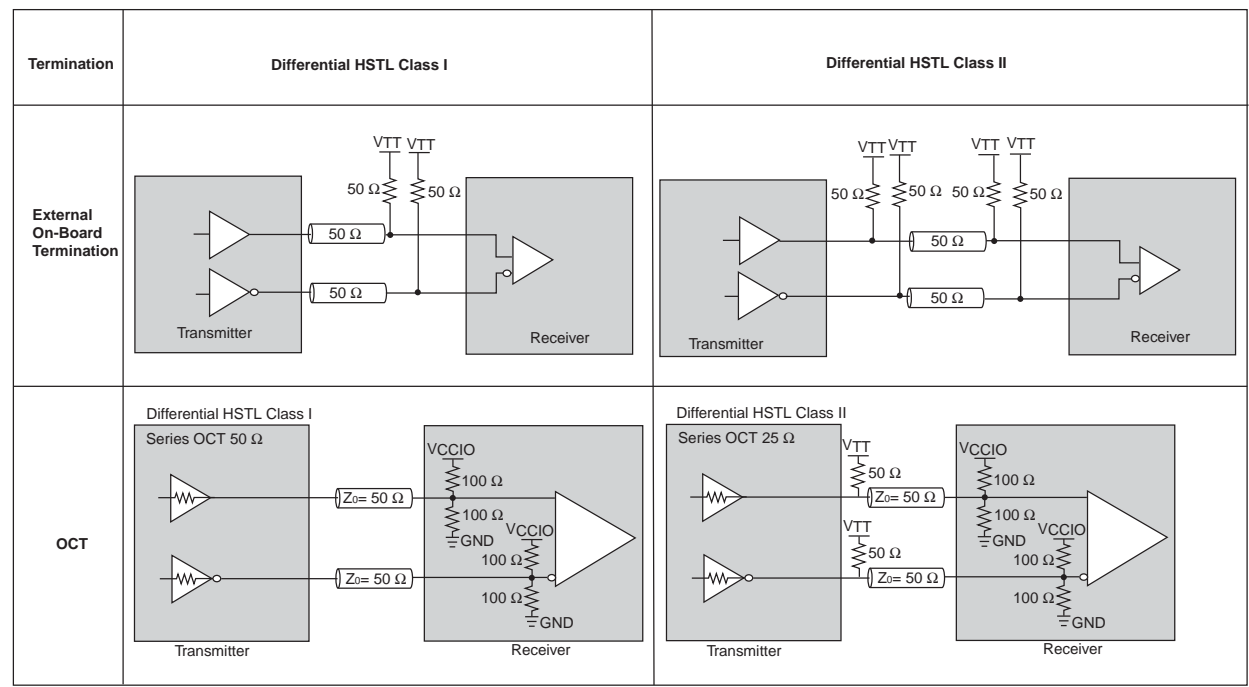 Termination
Differential HSTL Class I
Differential HSTL Class II
External
On-Board
Termination
VTT VTT
50 Ω 50 Ω
50 Ω
50 Ω
Transmitter
Receiver
VTT VTT VTT VTT
50 Ω 50 Ω 50 Ω 50 Ω
50 Ω
50 Ω
Transmitter
Receiver
OCT
Differential HSTL Class I
Series OCT 50 Ω
VCCIO
100 Ω
Z0= 50 Ω
100 Ω
VCCIO
GND
100 Ω
Z0= 50 Ω
100 Ω
GND
Transmitter
Receiver
Differential HSTL Class II
Series OCT 25 Ω
VTT
VCCIO
50 Ω
100 Ω
Z0= 50 Ω
100 Ω
VTT
VCCIO
GND
50 Ω
100 Ω
Z0= 50 Ω
100 Ω
GND
Transmitter
Receiver